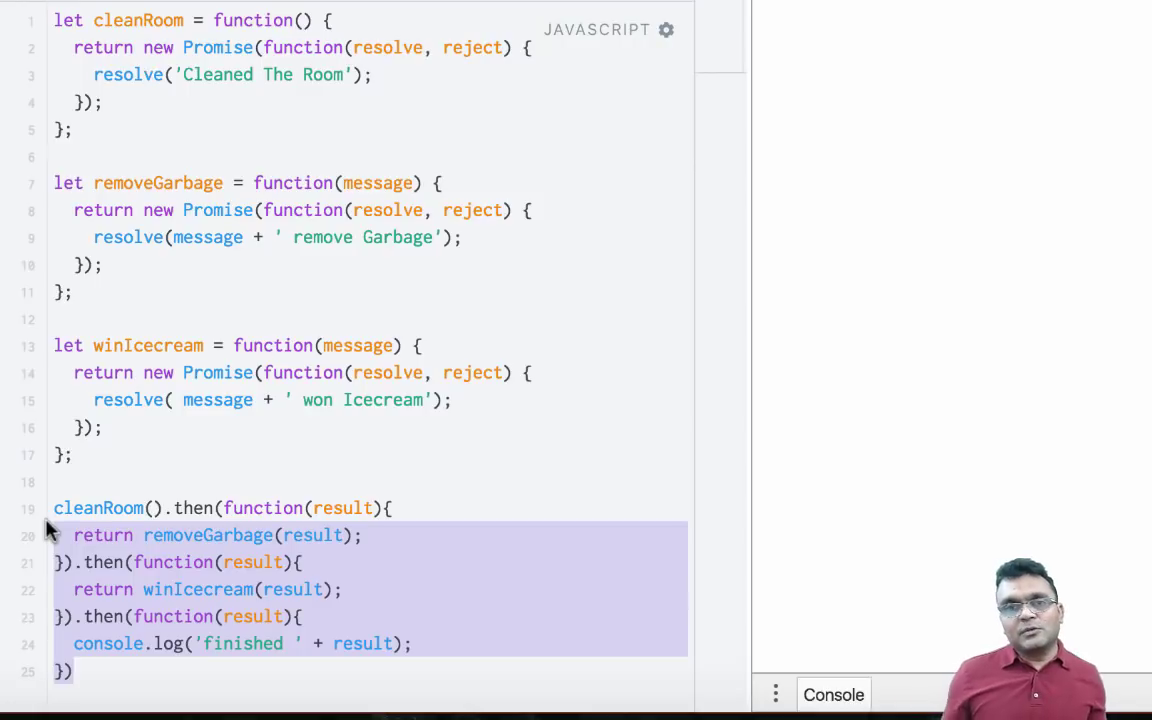 JAVASCRIPT
1 let cleanRoom = function() {
2 return new Promise(function(resolve, reject) {
3 resolve('Cleaned The Room');
4 });
5 };
6
7 let removeGarbage = function(message) {
8 return new Promise(function(resolve, reject) {
9 resolve(message + ' remove Garbage');
10 });
11 };
12
13 let winIcecream = function(message) {
14 return new Promise(function(resolve, reject) {
15 resolve( message + ' won Icecream');
16 });
17 };
18
19 cleanRoom().then(function(result){
20 return removeGarbage(result);
21 }).then(function(result){
22 return winIcecream(result);
23 }).then(function(result){
24 console.log('finished ' + result);
25 })
Console